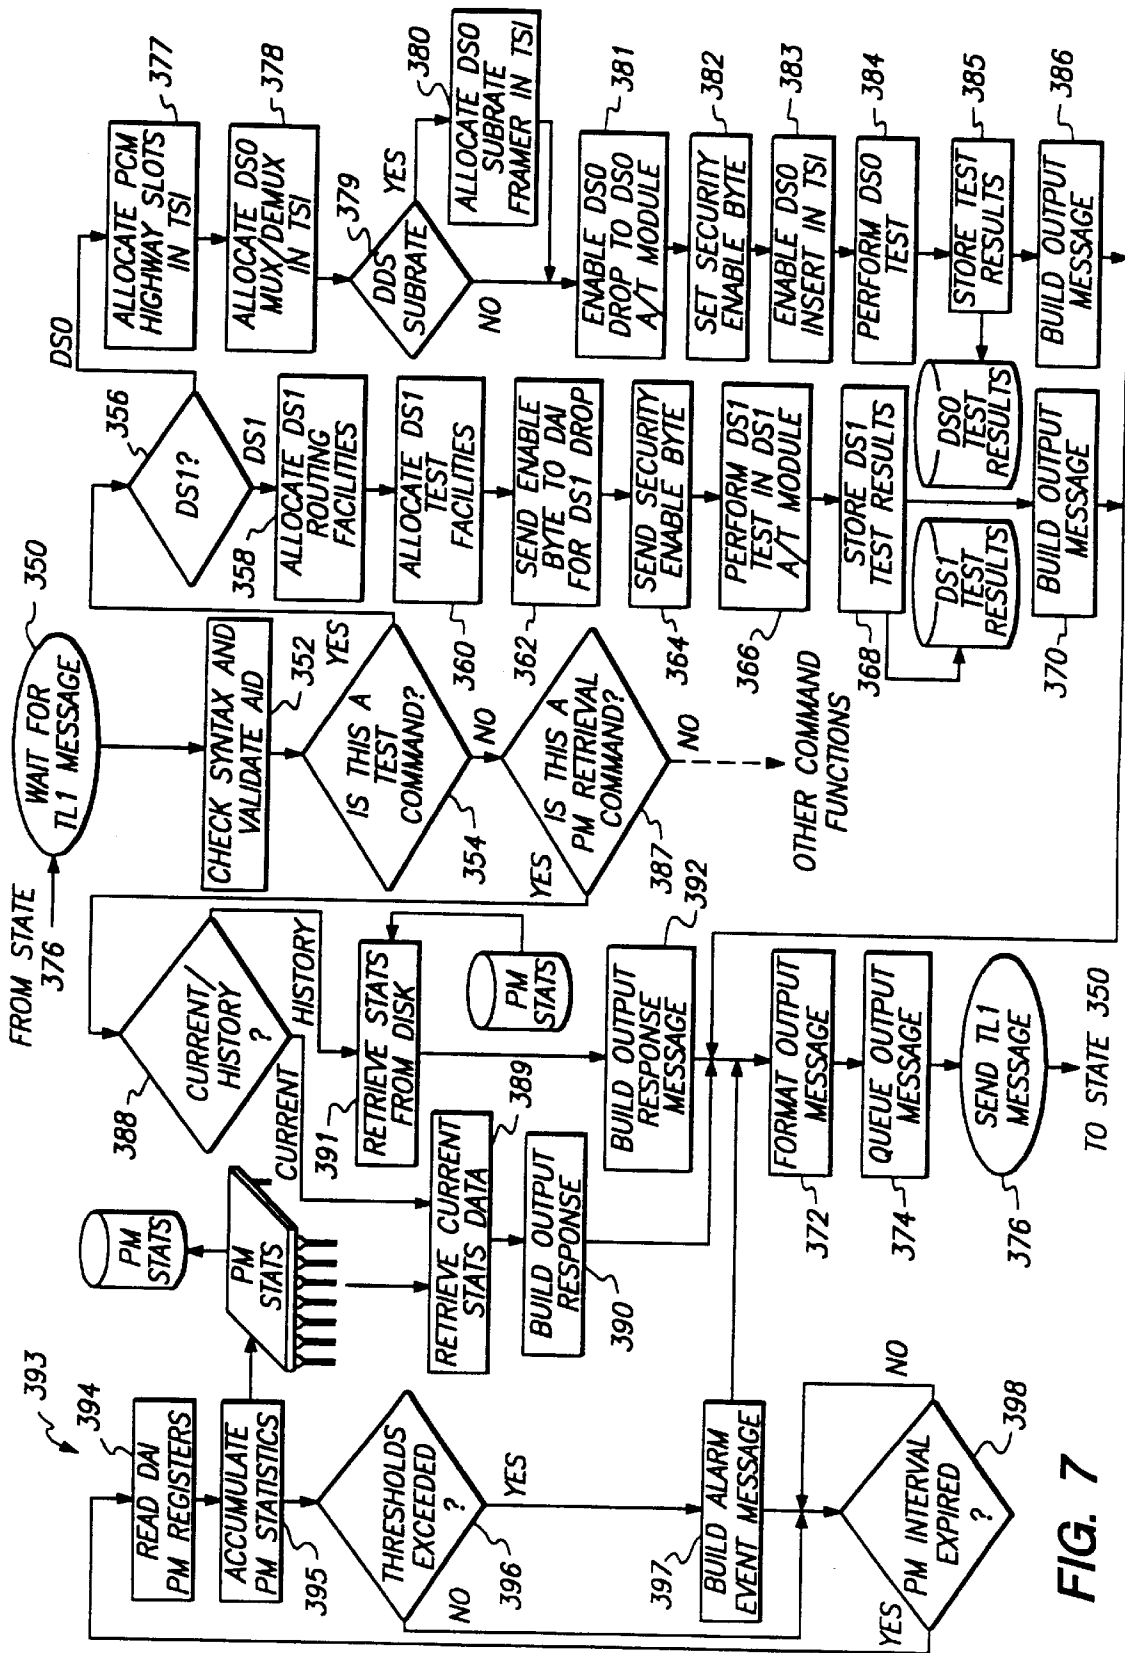 FROM STATE
376
WAIT FOR
TL1 MESSAGE
350
CHECK SYNTAX AND
VALIDATE AID
352
IS THIS A
TEST
COMMAND?
354
YES
NO
IS THIS A
PM RETRIEVAL
COMMAND?
387
YES
NO
OTHER COMMAND
FUNCTIONS
DS1?
356
DS0
DS1
ALLOCATE DS1
ROUTING
FACILITIES
358
ALLOCATE DS1
TEST
FACILITIES
360
SEND ENABLE
BYTE TO DAI
FOR DS1 DROP
362
SEND SECURITY
ENABLE BYTE
364
PERFORM DS1
TEST IN DS1
A/T MODULE
366
STORE DS1
TEST RESULTS
368
DS1
TEST
RESULTS
BUILD OUTPUT
MESSAGE
370
ALLOCATE PCM
HIGHWAY SLOTS
IN TSI
377
ALLOCATE DSO
MUX/DEMUX
IN TSI
378
DDS
SUBRATE
379
YES
NO
ALLOCATE DSO
SUBRATE
FRAMER IN TSI
380
ENABLE DSO
DROP TO DSO
A/T MODULE
381
SET SECURITY
ENABLE BYTE
382
ENABLE DSO
INSERT IN TSI
383
PERFORM DSO
TEST
384
STORE TEST
RESULTS
385
DSO
TEST
RESULTS
BUILD OUTPUT
MESSAGE
386
CURRENT/
HISTORY
?
388
HISTORY
CURRENT
RETRIEVE STATS
FROM DISK
391
PM
STATS
BUILD OUTPUT
RESPONSE
MESSAGE
392
PM
STATS
PM
STATS
RETRIEVE CURRENT
STATS DATA
389
BUILD OUTPUT
RESPONSE
390
FORMAT OUTPUT
MESSAGE
372
QUEUE OUTPUT
MESSAGE
374
SEND TL1
MESSAGE
376
TO STATE 350
393
READ DAI
PM REGISTERS
394
ACCUMULATE
PM STATISTICS
395
THRESHOLDS
EXCEEDED
?
396
YES
NO
BUILD ALARM
EVENT MESSAGE
397
PM INTERVAL
EXPIRED
?
398
NO
YES
FIG. 7